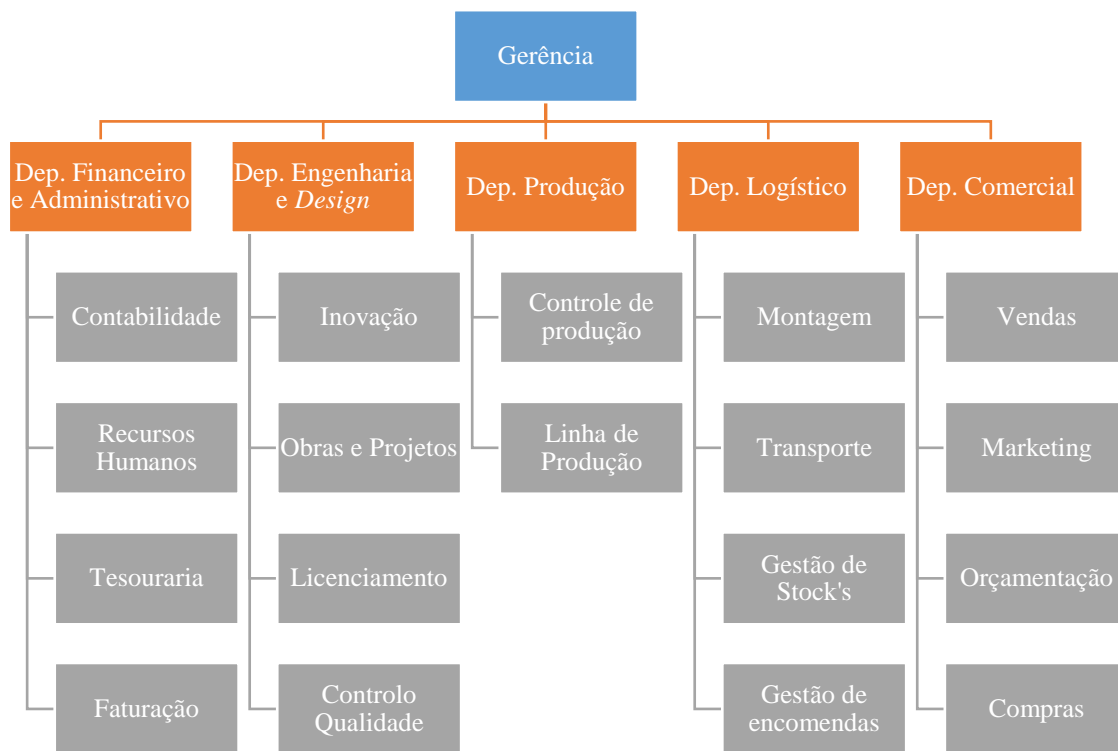 Gerência
Dep. Financeiro
e Administrativo
Dep. Engenharia
e Design
Dep. Produção
Dep. Logístico
Dep. Comercial
Contabilidade
Recursos
Humanos
Tesouraria
Faturação
Inovação
Obras e Projetos
Licenciamento
Controlo
Qualidade
Controle de
produção
Linha de
Produção
Montagem
Transporte
Gestão de
Stock's
Gestão de
encomendas
Vendas
Marketing
Orçamentação
Compras